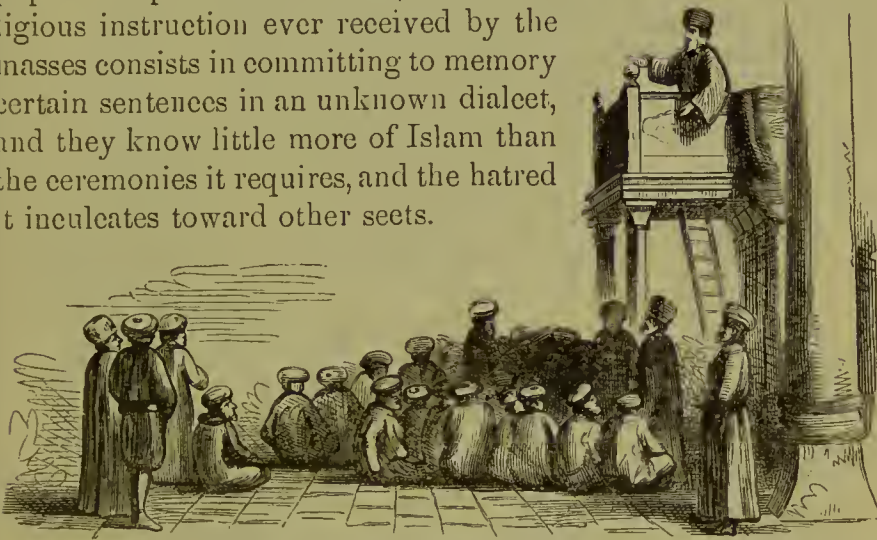 ligious instruction ever received by the
masses consists in committing to memory
certain sentences in an unknown dialect,
and they know little more of Islam than
the ceremonies it requires, and the hatred
it inculcates toward other sects.